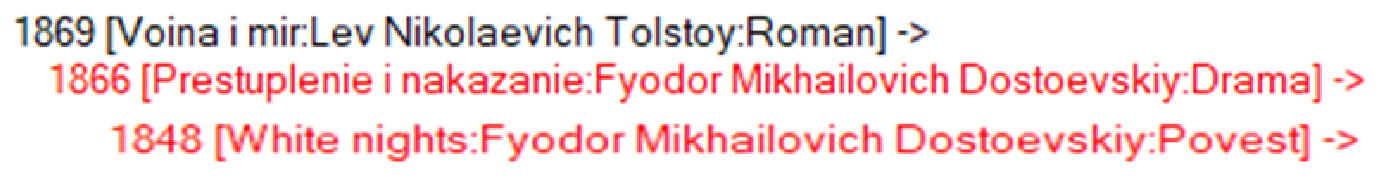 1869 [Voina i mir:Lev Nikolaevich Tolstoy:Roman] ->
1866 [Prestuplenie i nakazanie:Fyodor Mikhailovich Dostoevskiy:Drama] ->
1848 [White nights:Fyodor Mikhailovich Dostoevskiy:Povest] ->